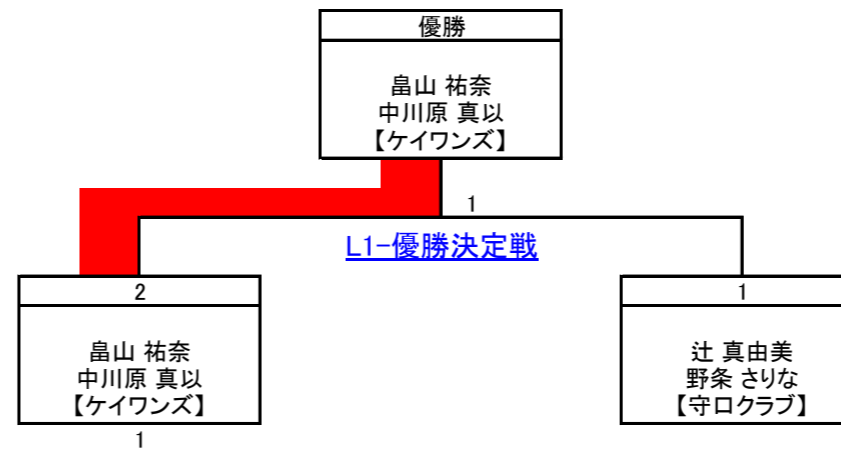 優勝
畠山 祐奈
中川原 真以
【ケイワンズ】
1
L1-優勝決定戦
2
畠山 祐奈
中川原 真以
【ケイワンズ】
1
1
辻 真由美
野条 さりな
【守口クラブ】